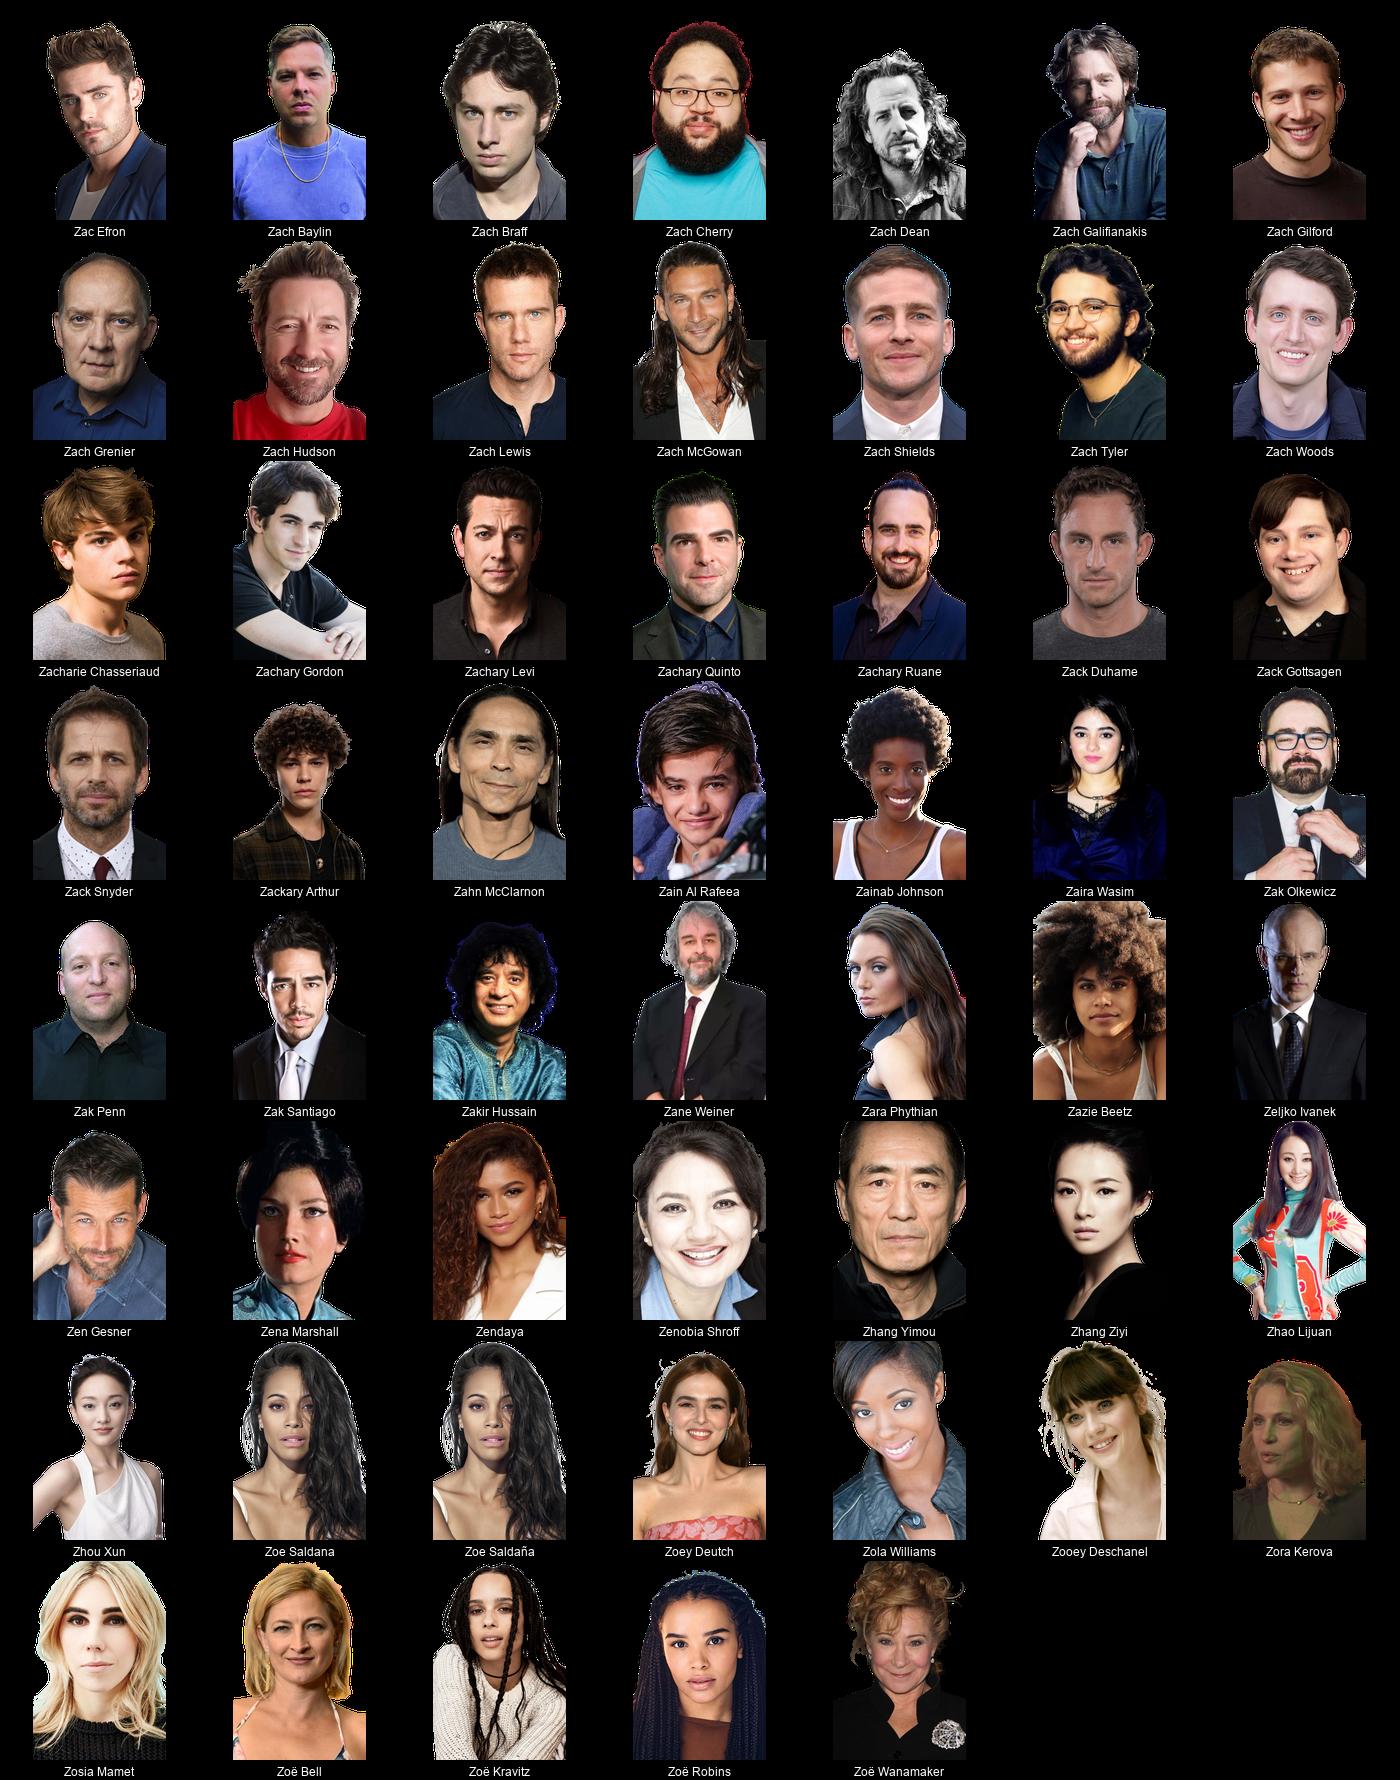 Zac Efron
Zach Baylin
Zach Braff
Zach Cherry
Zach Dean
Zach Galifianakis
Zach Gilford
Zach Grenier
Zach Hudson
Zach Lewis
Zach McGowan
Zach Shields
Zach Tyler
Zach Woods
Zacharie Chasseriaud
Zachary Gordon
Zachary Levi
Zachary Quinto
Zachary Ruane
Zack Duhame
Zack Gottsagen
Zack Snyder
Zackary Arthur
Zahn McClarnon
Zain Al Rafeea
Zainab Johnson
Zaira Wasim
Zak Olkewicz
Zak Penn
Zak Santiago
Zakir Hussain
Zane Weiner
Zara Phythian
Zazie Beetz
Zeljko Ivanek
Zen Gesner
Zena Marshall
Zendaya
Zenobia Shroff
Zhang Yimou
Zhang Ziyi
Zhao Lijuan
Zhou Xun
Zoe Saldana
Zoe Saldaña
Zoey Deutch
Zola Williams
Zooey Deschanel
Zora Kerova
Zosia Mamet
Zoë Bell
Zoë Kravitz
Zoë Robins
Zoë Wanamaker